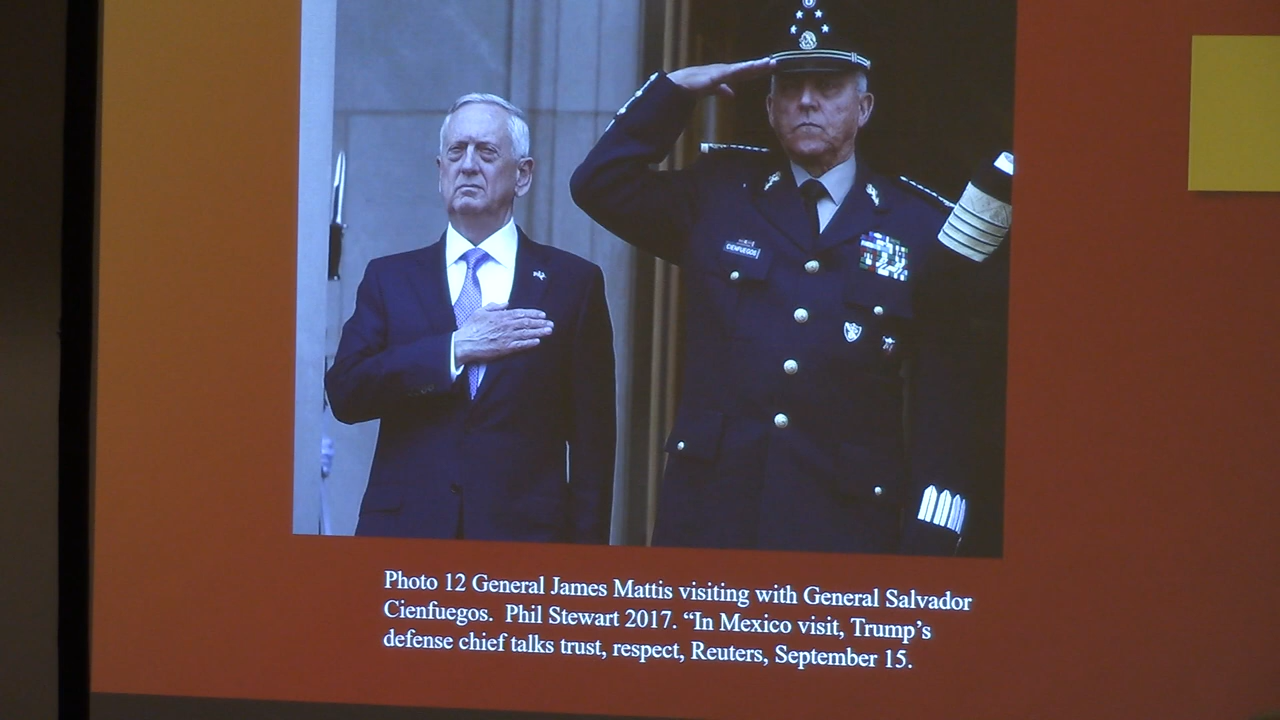 CIENFUEGOS
Photo 12 General James Mattis visiting with General Salvador
Cienfuegos.  Phil Stewart 2017. “In Mexico visit, Trump’s
defense chief talks trust, respect, Reuters, September 15.